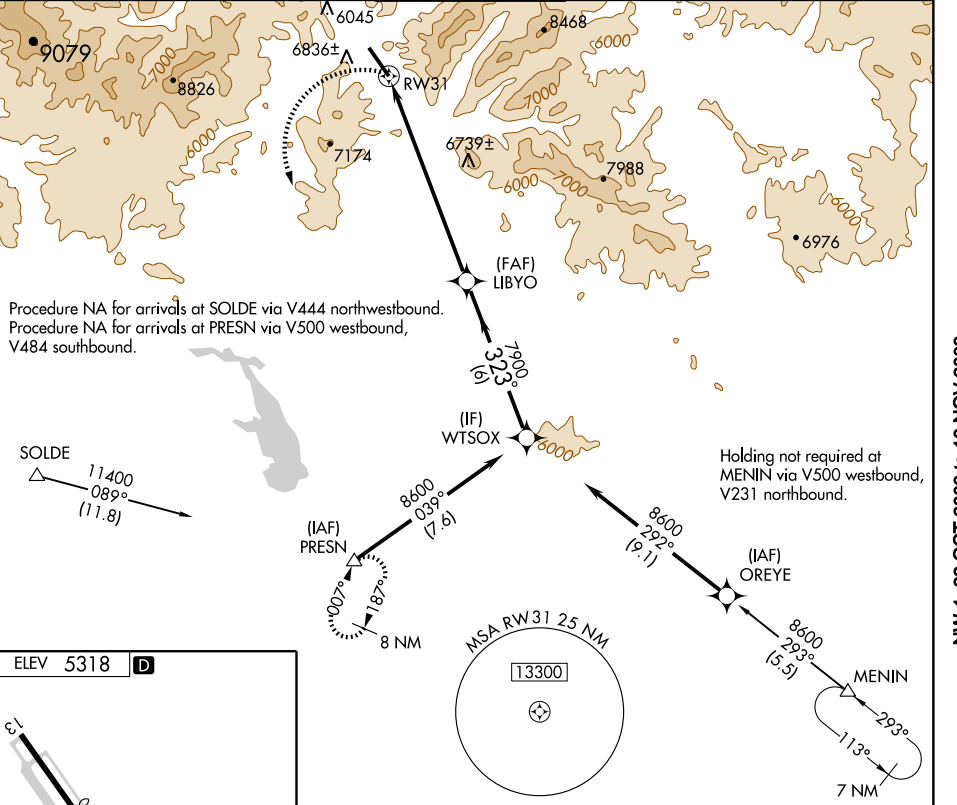 6045
8468
9079
6836±
6000
7000
8826
RW31
7000
6000
7174
6739±
7988
6000
7000
6000
6976
(FAF)
LIBYO
Procedure NA for arrivals at SOLDE via V444 northwestbound.
Procedure NA for arrivals at PRESN via V500 westbound,
V484 southbound.
7900
323°
(6)
(IF)
WTSOX
6000
SOLDE
11400
089°
(11.8)
Holding not required at
MENIN via V500 westbound,
V231 northbound.
8600
039°
(7.6)
(IAF)
PRESN
8600
292°
(9.1)
(IAF)
OREYE
007°
187°
8 NM
MSA RW31 25 NM
13300
8600
293°
(5.5)
MENIN
293°
113°
7 NM
ELEV 5318 D
13